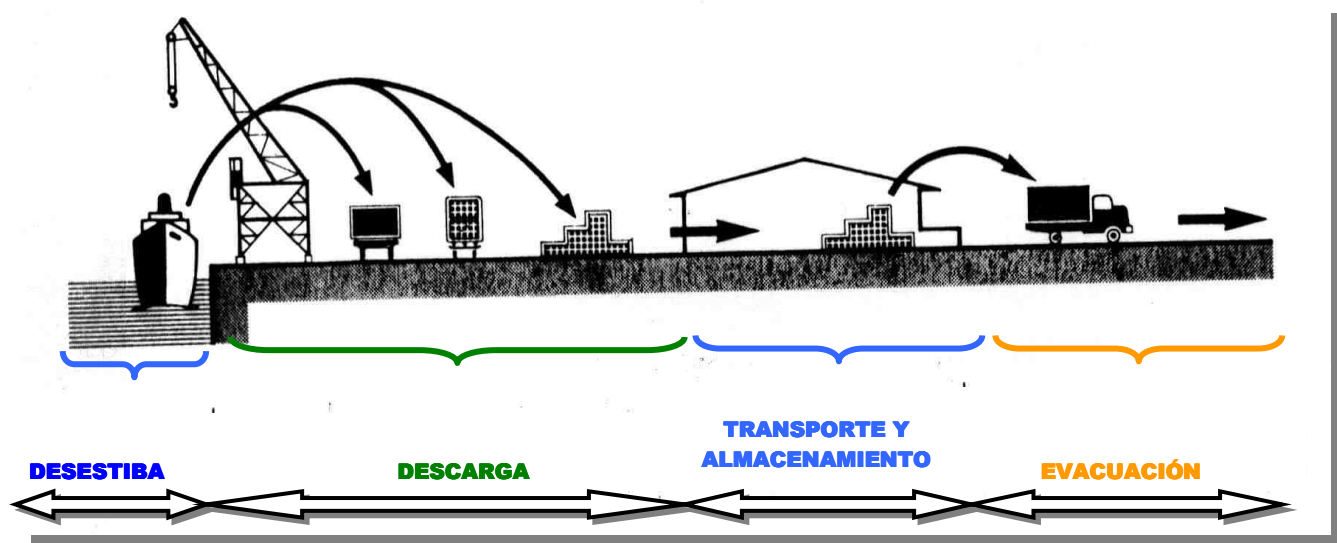 TRANSPORTE Y
ALMACENAMIENTO
DESESTIBA
DESCARGA
EVACUACIÓN